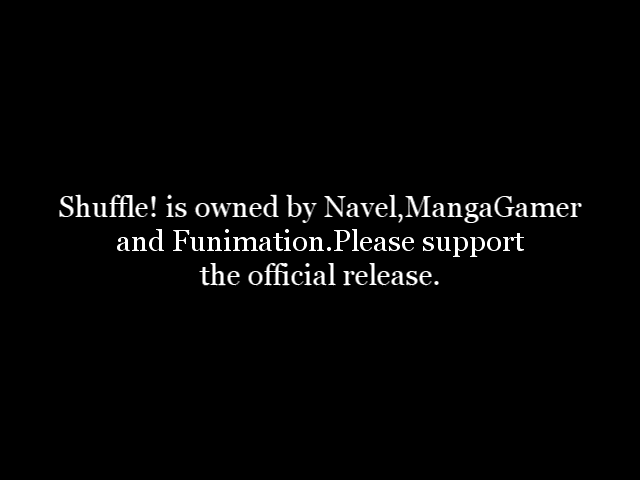 Shuffle! is owned by Navel,MangaGamer
and Funimation.Please support
the official release.